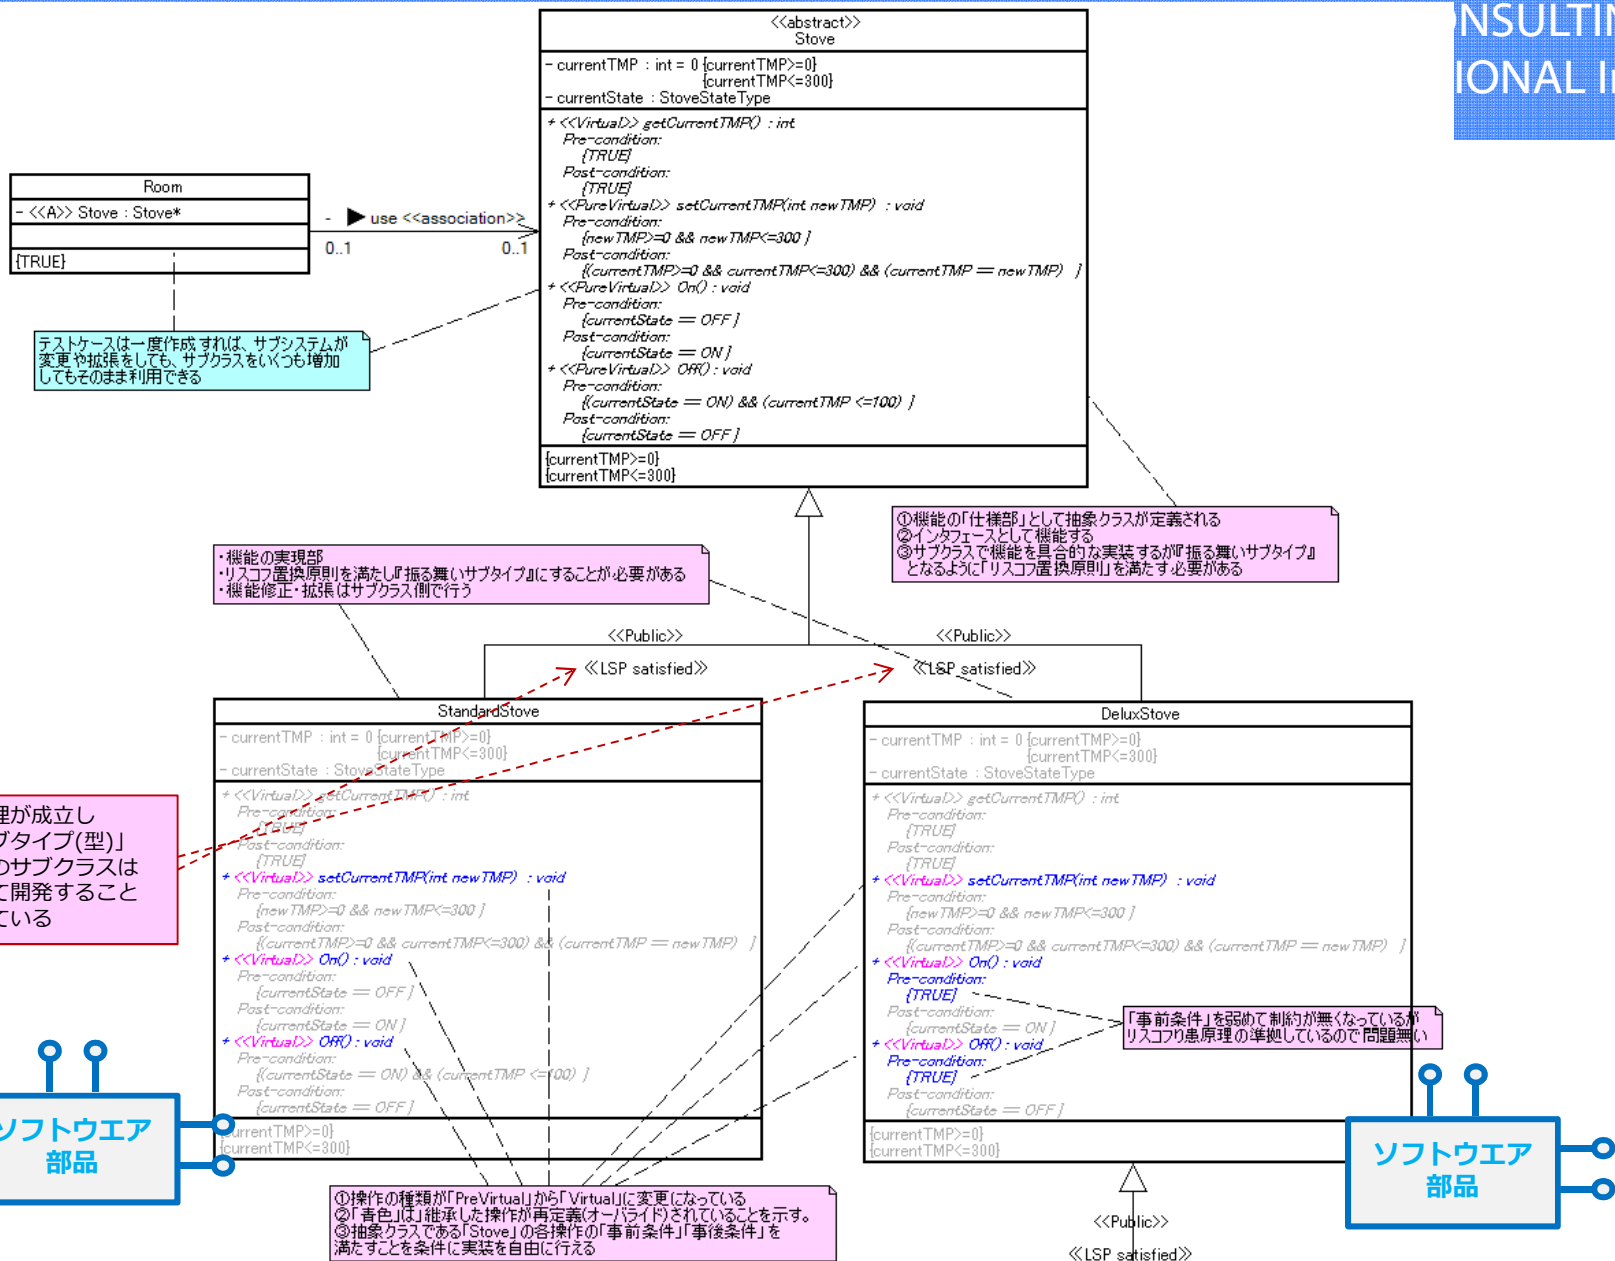 NSULTIN
IONAL I
<<abstract>>
Stove
- currentTMP : int = 0 {currentTMP>=0}
{currentTMP<=300}
- currentState : StoveStateType
+ <<Virtual>> getCurrentTMP() : int
Pre-condition:
{TRUE}
Post-condition:
{TRUE}
+ <<PureVirtual>> setCurrentTMP(int newTMP) : void
Pre-condition:
{newTMP>=0 && newTMP<=300 }
Post-condition:
{(currentTMP>=0 && currentTMP<=300) && (currentTMP == newTMP) }
+ <<PureVirtual>> On() : void
Pre-condition:
{currentState == OFF }
Post-condition:
{currentState == ON }
+ <<PureVirtual>> Off() : void
Pre-condition:
{(currentState == ON) && (currentTMP <=100) }
Post-condition:
{currentState == OFF }
{currentTMP>=0}
{currentTMP<=300}
Room
- <<A>> Stove : Stove*
{TRUE}
- ▶ use <<association>>
0..1
0..1
テストケースは一度作成すれば、サブシステムが
変更や拡張をしても、サブクラスをいくつも増加
してもそのまま利用できる
①機能の「仕様部」として抽象クラスが定義される
②インタフェースとして機能する
③サブクラスで機能を具合的な実装するが『振る舞いサブタイプ』
となるように「リスコフ置換原則」を満たす必要がある
・機能の実現部
・リスコフ置換原則を満たし『振る舞いサブタイプ』にすることが必要がある
・機能修正・拡張はサブクラス側で行う
<<Public>>
<<Public>>
≪LSP satisfied≫
≪LSP satisfied≫
StandardStove
- currentTMP : int = 0 {currentTMP>=0}
{currentTMP<=300}
- currentState : StoveStateType
+ <<Virtual>> getCurrentTMP() : int
Pre-condition:
{TRUE}
Post-condition:
{TRUE}
+ <<Virtual>> setCurrentTMP(int newTMP) : void
Pre-condition:
{newTMP>=0 && newTMP<=300 }
Post-condition:
{(currentTMP>=0 && currentTMP<=300) && (currentTMP == newTMP) }
+ <<Virtual>> On() : void
Pre-condition:
{currentState == OFF }
Post-condition:
{currentState == ON }
+ <<Virtual>> Off() : void
Pre-condition:
{(currentState == ON) && (currentTMP <=100) }
Post-condition:
{currentState == OFF }
{currentTMP>=0}
{currentTMP<=300}
DeluxStove
- currentTMP : int = 0 {currentTMP>=0}
{currentTMP<=300}
- currentState : StoveStateType
+ <<Virtual>> getCurrentTMP() : int
Pre-condition:
{TRUE}
Post-condition:
{TRUE}
+ <<Virtual>> setCurrentTMP(int newTMP) : void
Pre-condition:
{newTMP>=0 && newTMP<=300 }
Post-condition:
{(currentTMP>=0 && currentTMP<=300) && (currentTMP == newTMP) }
+ <<Virtual>> On() : void
Pre-condition:
{TRUE}
Post-condition:
{currentState == ON }
+ <<Virtual>> Off() : void
Pre-condition:
{TRUE}
Post-condition:
{currentState == OFF }
{currentTMP>=0}
{currentTMP<=300}
理が成立し
ブタイプ(型)」
のサブクラスは
て開発すること
ている
「事前条件」を弱めて制約が無くなっているが
リスコフり患原理の準拠しているので問題無い
ソフトウエア
部品
ソフトウエア
部品
①操作の種類が「PreVirtual」から「Virtual」に変更になっている
②「青色」は」継承した操作が再定義(オーバライド)されていることを示す。
③抽象クラスである「Stove」の各操作の「事前条件」「事後条件」を
満たすことを条件に実装を自由に行える
<<Public>>
≪LSP satisfied≫